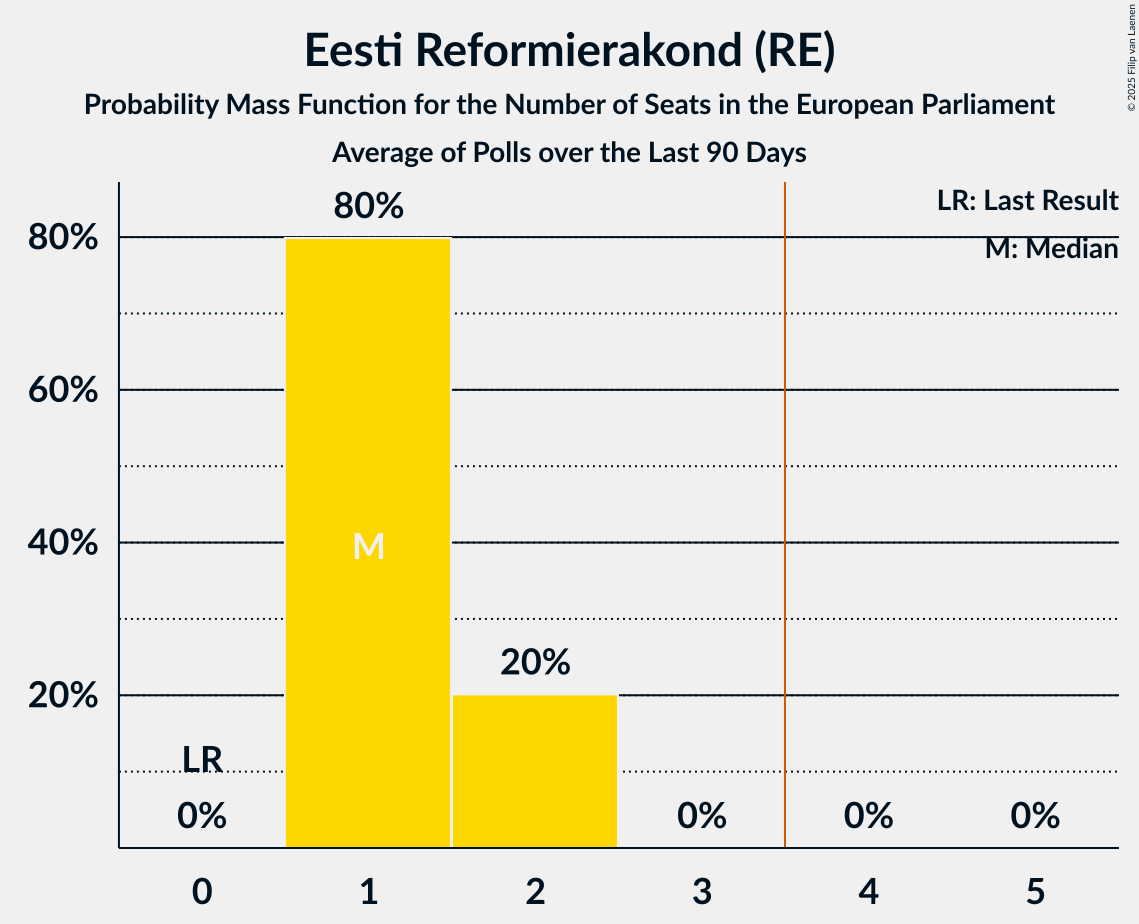 Eesti Reformierakond (RE)
Probability Mass Function for the Number of Seats in the European Parliament
Average of Polls over the Last 90 Days
© 2025 Filip van Laenen
LR: Last Result
M: Median
80%
80%
60%
40%
M
20%
20%
LR
0%
0%
0%
0%
0
1
2
3
4
5